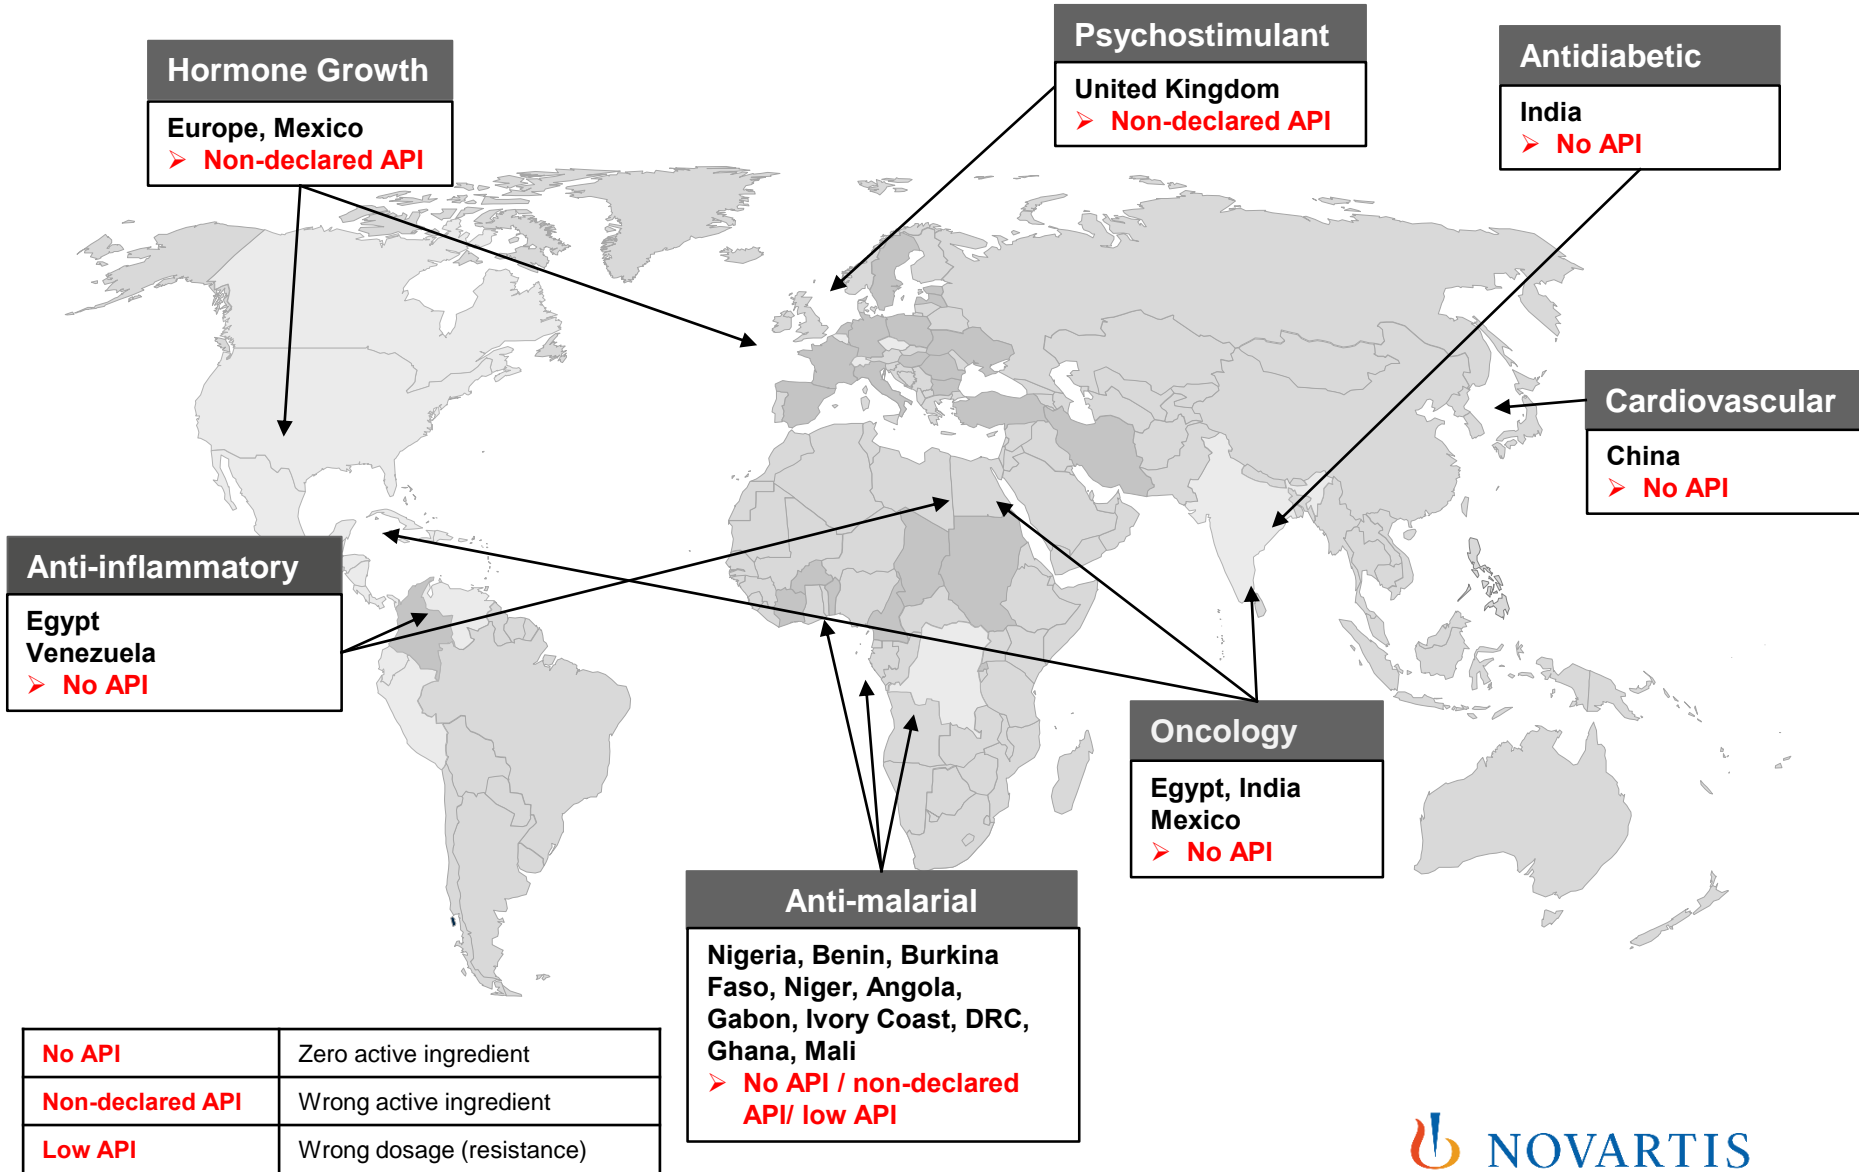 Hormone Growth
Europe, Mexico
➢ Non-declared API
Psychostimulant
United Kingdom
➢ Non-declared API
Antidiabetic
India
➢ No API
Cardiovascular
China
➢ No API
Anti-inflammatory
Egypt
Venezuela
➢ No API
Oncology
Egypt, India
Mexico
➢ No API
Anti-malarial
Nigeria, Benin, Burkina
Faso, Niger, Angola,
Gabon, Ivory Coast, DRC,
Ghana, Mali
➢ No API / non-declared
API/ low API
No API Zero active ingredient
Non-declared API Wrong active ingredient
Low API Wrong dosage (resistance)
NOVARTIS